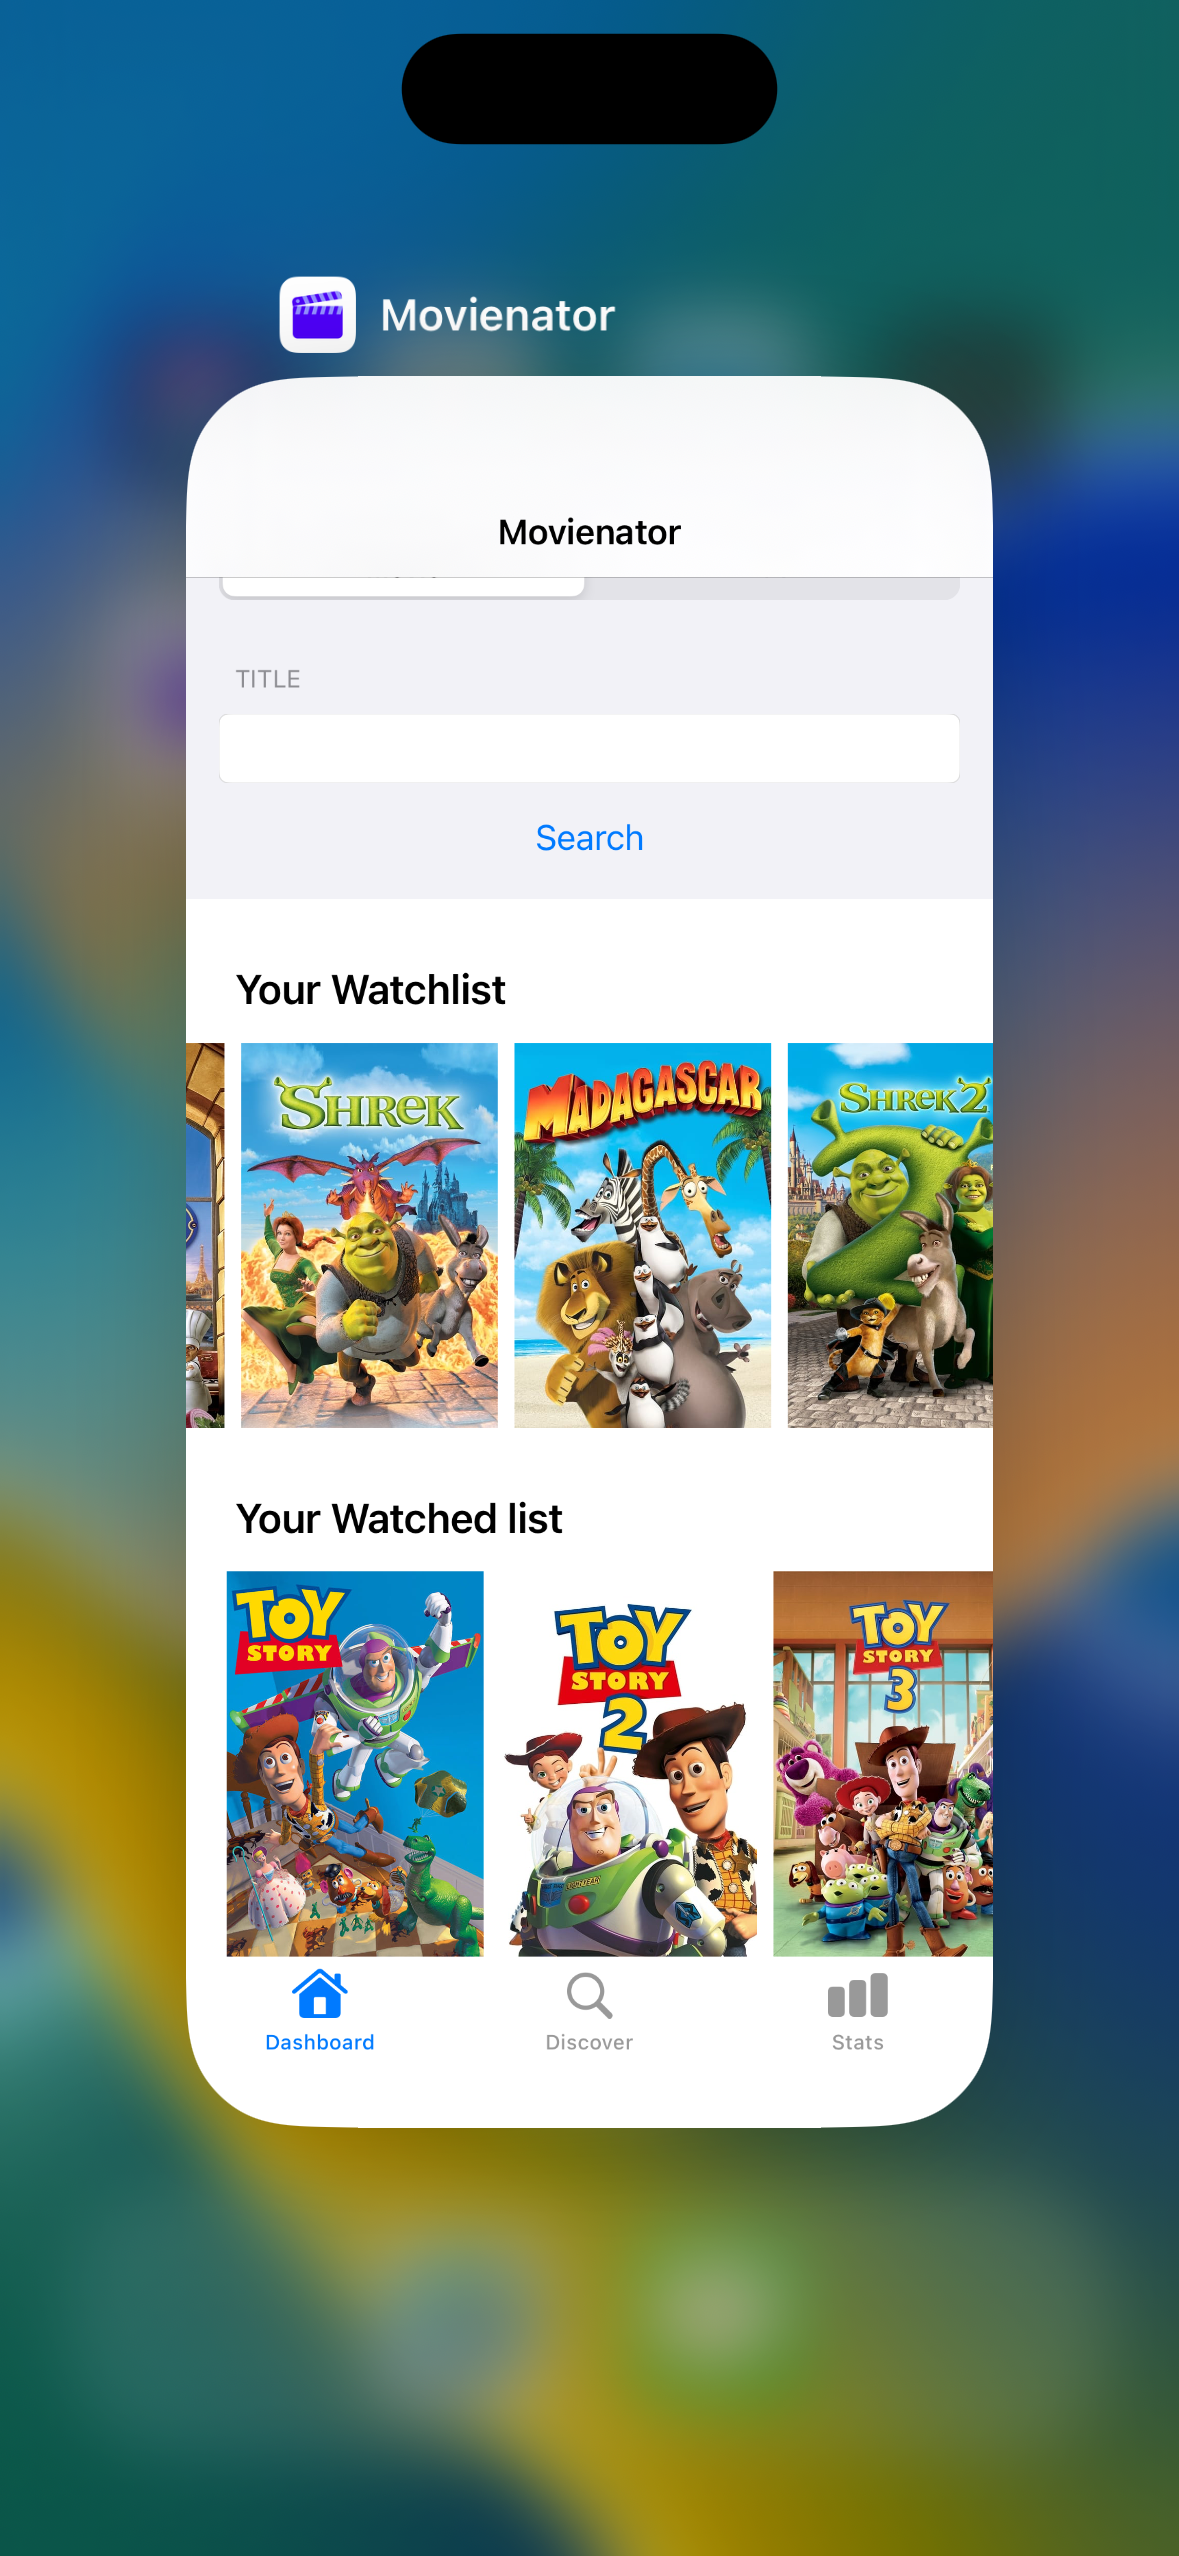 Movienator
Movienator
TITLE
Search
Your Watchlist
SHREK
MADAGASCAR
SHREK 2
Your Watched list
TOY
STORY
TOY
STORY
2
TOY
STORY
3
Dashboard
Discover
Stats